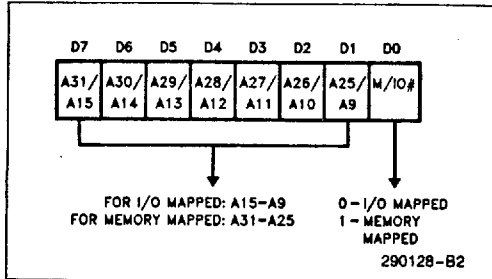 D7 D6 D5 D4 D3 D2 D1 D0
A31/ A30/ A29/ A28/ A27/ A26/ A25/ M/IO#
A15 A14 A13 A12 A11 A10 A9
FOR I/O MAPPED: A15-A9
FOR MEMORY MAPPED: A31-A25
0-I/O MAPPED
1-MEMORY
MAPPED
290128-B2